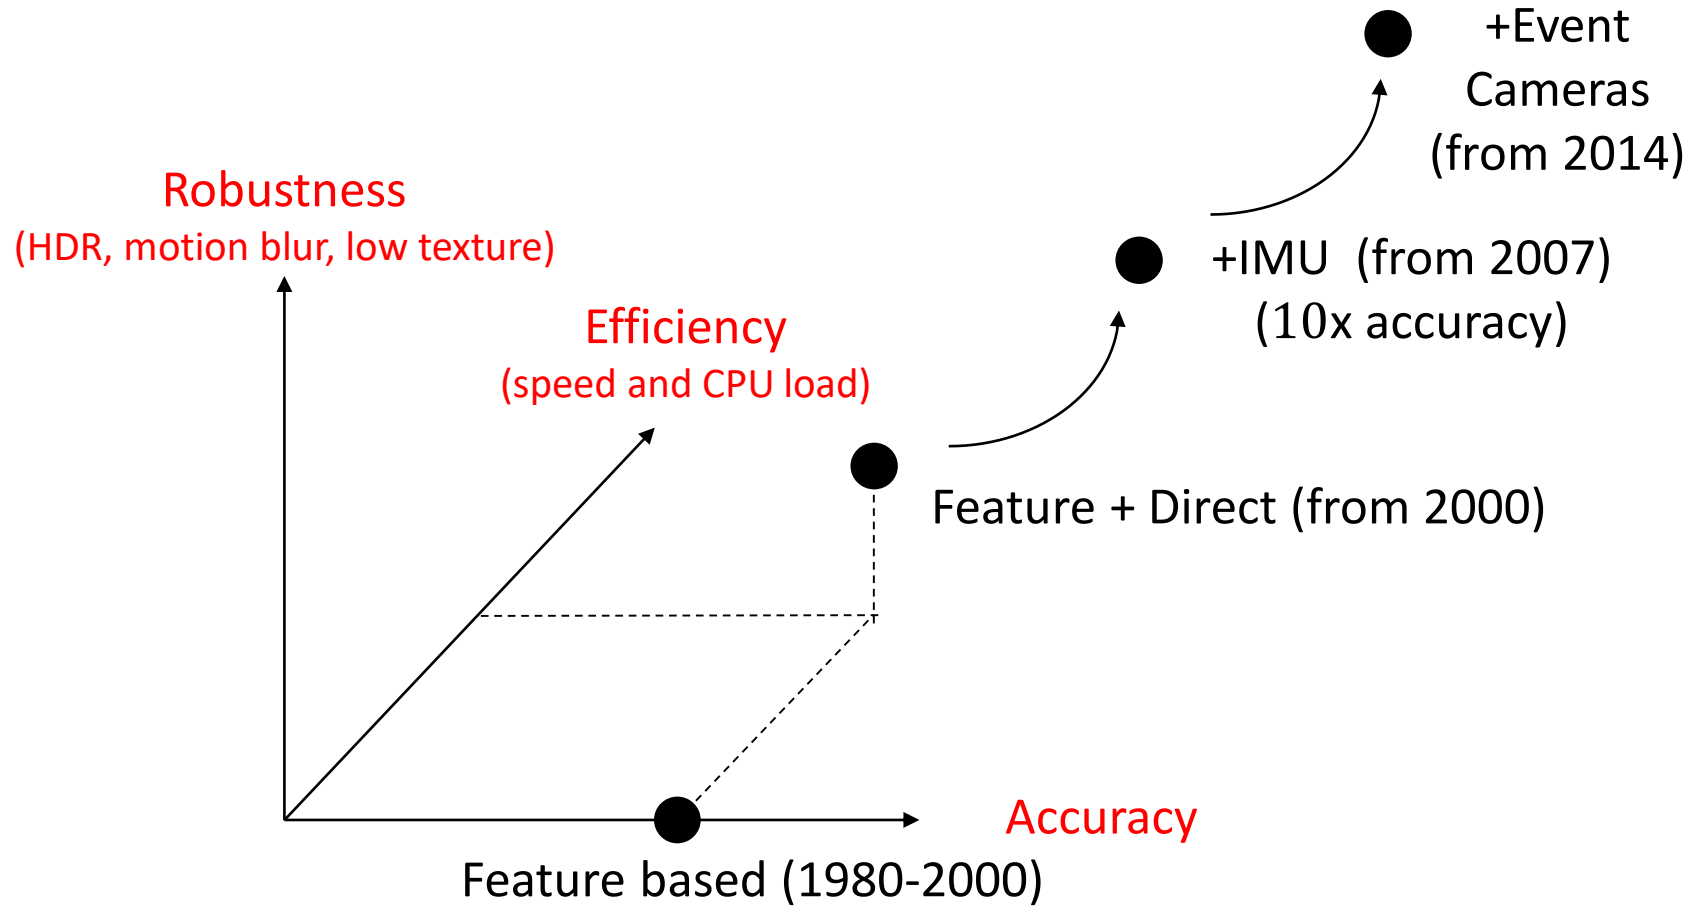 +Event
Cameras
(from 2014)
Robustness
(HDR, motion blur, low texture)
+IMU (from 2007)
(10x accuracy)
Efficiency
(speed and CPU load)
Feature + Direct (from 2000)
Accuracy
Feature based (1980-2000)